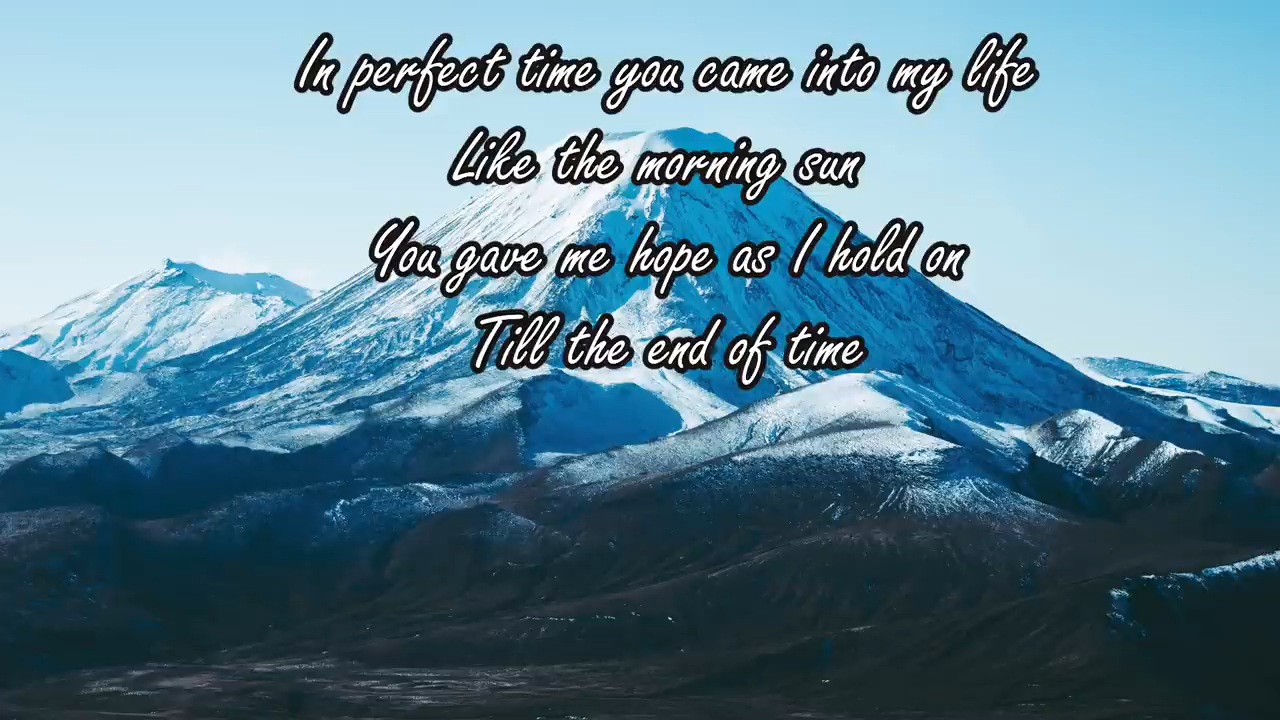 In perfect time you came into my life
Like the morning sun
You gave me hope as I hold on
Till the end of time